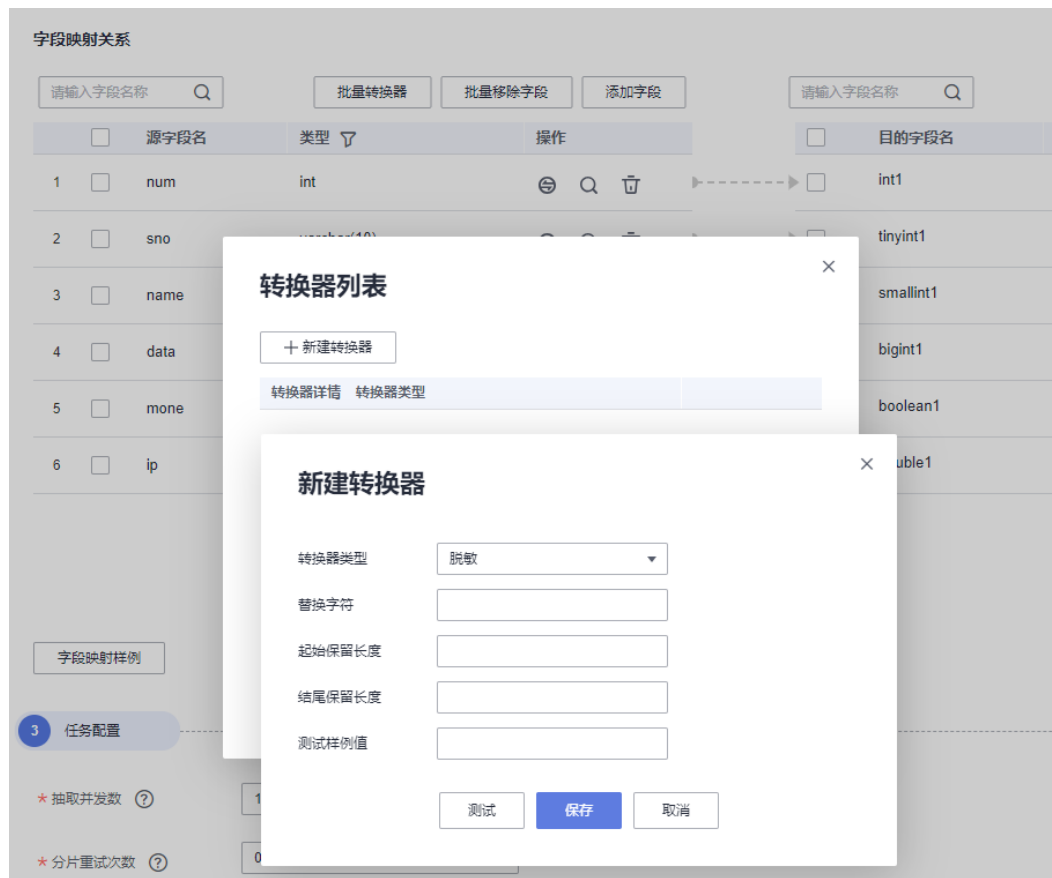 字段映射关系
请输入字段名称 批量转换器 批量移除字段 添加字段 请输入字段名称
源字段名 类型 操作 目的字段名
1 num int int1
2 sno varchar(10) tinyint1
3 name smallint1
4 data bigint1
5 mone boolean1
6 ip uble1
转换器列表
新建转换器
转换器详情 转换器类型
新建转换器
转换器类型 脱敏
替换字符
起始保留长度
结尾保留长度
测试样例值
测试 保存 取消
字段映射样例
3 任务配置
* 抽取并发数 ? 1
* 分片重试次数 ? 0